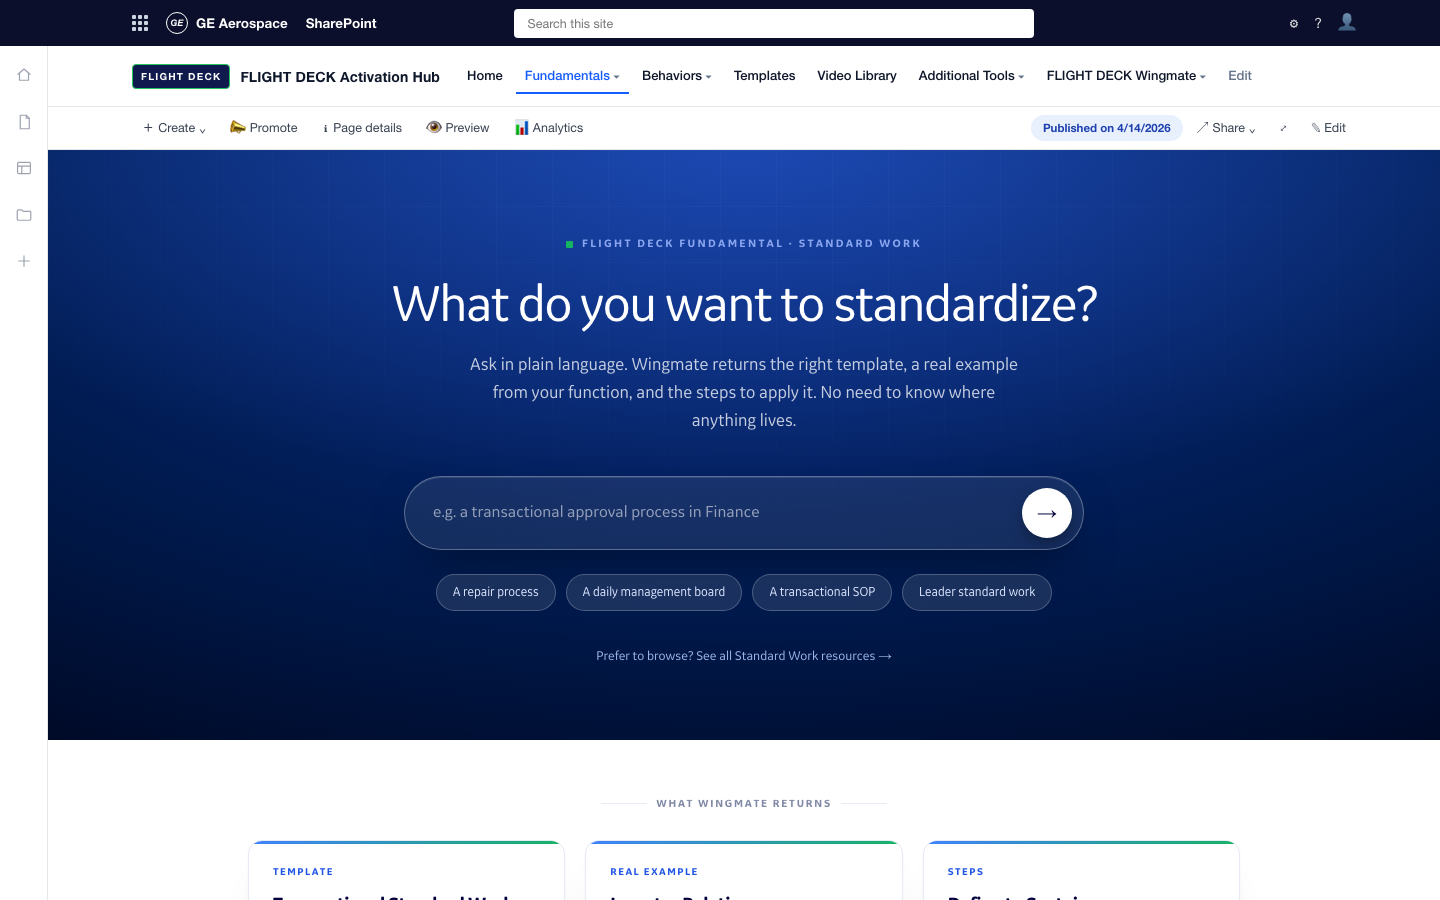 GE GE Aerospace SharePoint Search this site ?
FLIGHT DECK FLIGHT DECK Activation Hub Home Fundamentals Behaviors Templates Video Library Additional Tools FLIGHT DECK Wingmate Edit
+ Create Promote i Page details Preview Analytics Published on 4/14/2026 Share Edit
FLIGHT DECK FUNDAMENTAL · STANDARD WORK
What do you want to standardize?
Ask in plain language. Wingmate returns the right template, a real example
from your function, and the steps to apply it. No need to know where
anything lives.
e.g. a transactional approval process in Finance →
A repair process A daily management board A transactional SOP Leader standard work
Prefer to browse? See all Standard Work resources →
WHAT WINGMATE RETURNS
TEMPLATE REAL EXAMPLE STEPS